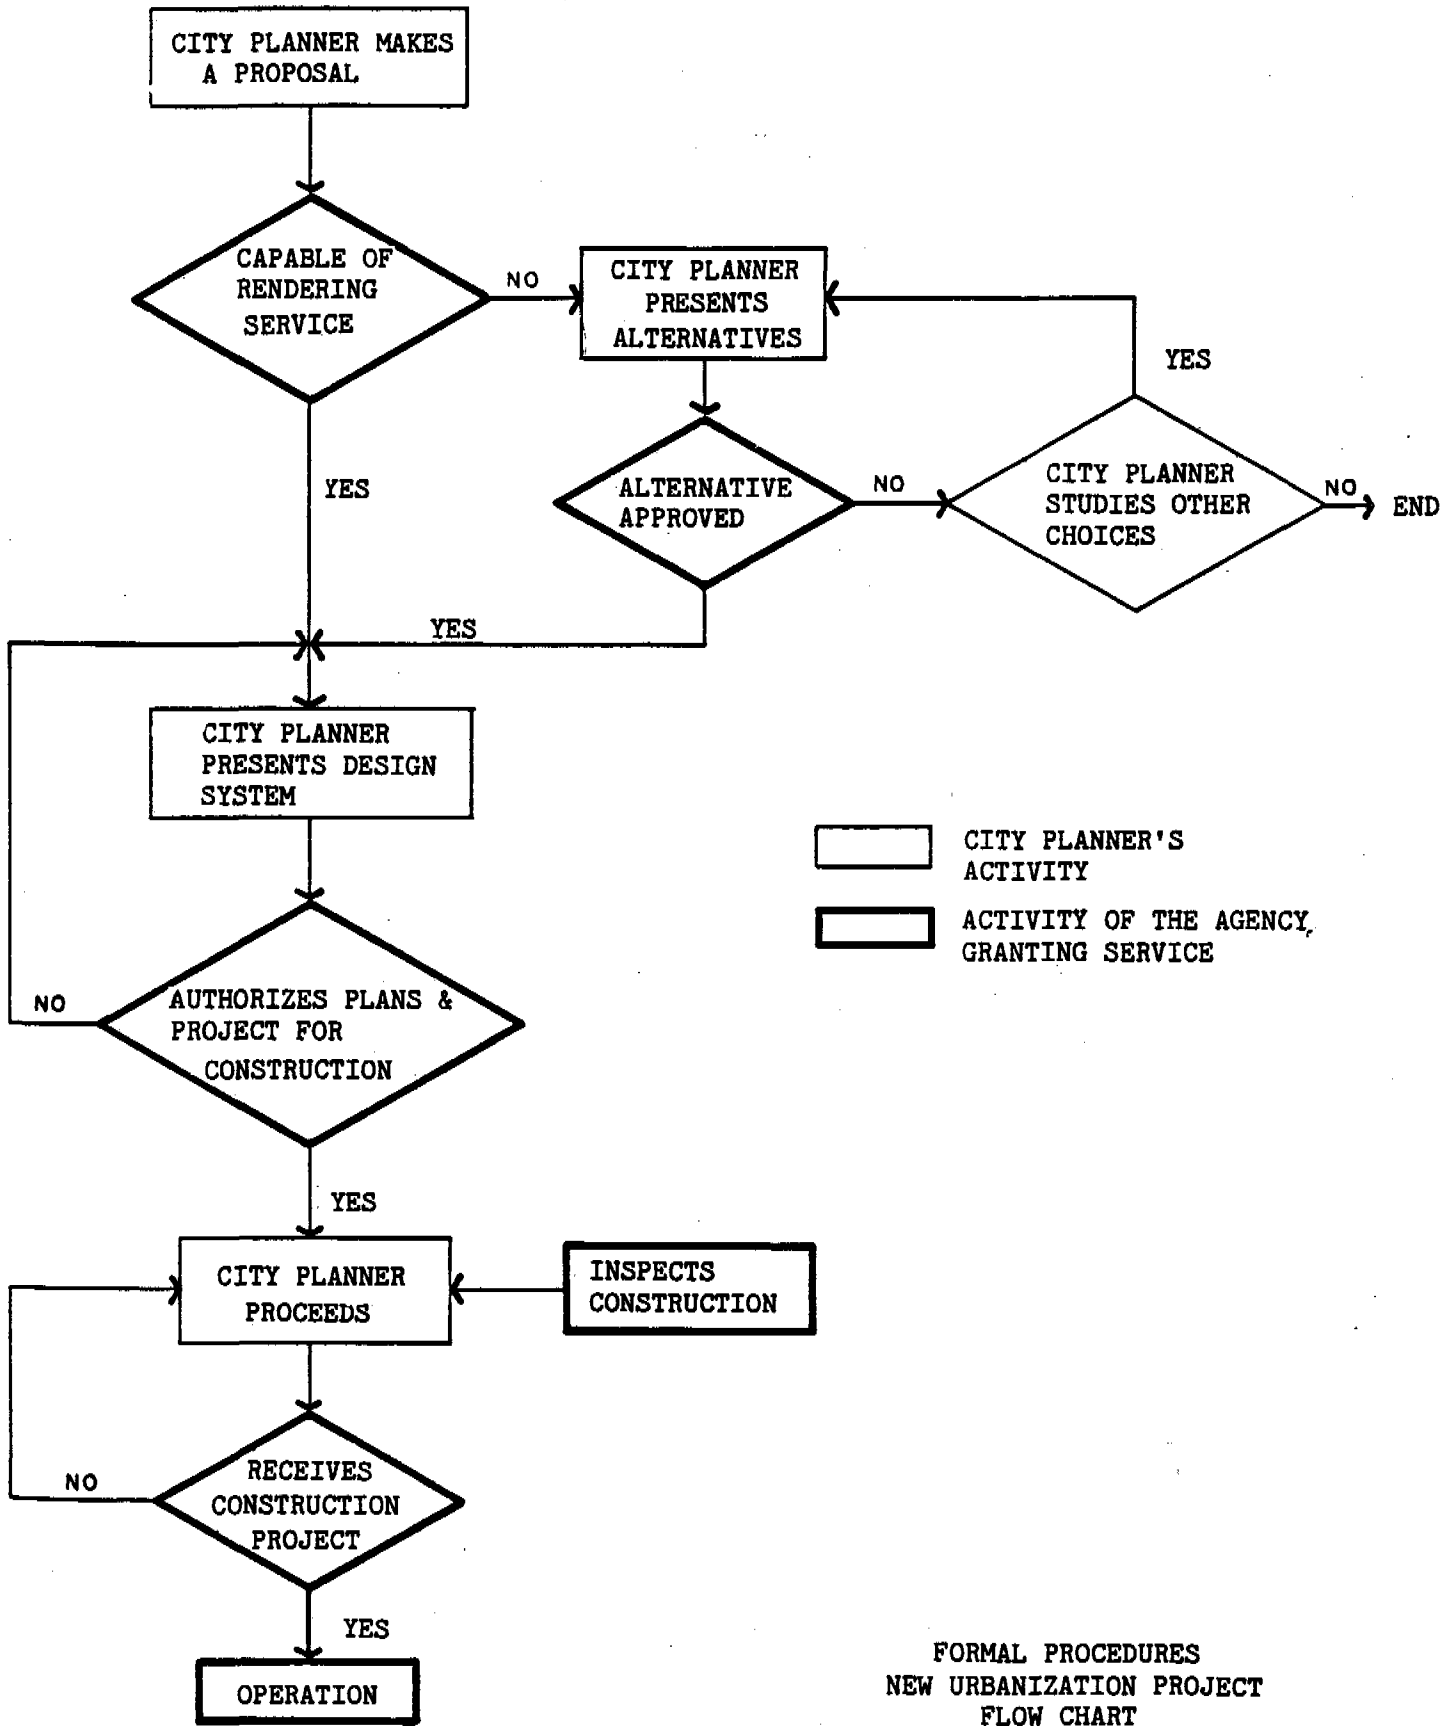 CITY PLANNER MAKES
A PROPOSAL
CAPABLE OF
RENDERING
SERVICE
NO
CITY PLANNER
PRESENTS
ALTERNATIVES
YES
YES
ALTERNATIVE
APPROVED
NO
CITY PLANNER
STUDIES OTHER
CHOICES
NO
END
YES
CITY PLANNER
PRESENTS DESIGN
SYSTEM
CITY PLANNER'S
ACTIVITY
ACTIVITY OF THE AGENCY
GRANTING SERVICE
NO
AUTHORIZES PLANS &
PROJECT FOR
CONSTRUCTION
YES
CITY PLANNER
PROCEEDS
INSPECTS
CONSTRUCTION
NO
RECEIVES
CONSTRUCTION
PROJECT
YES
OPERATION
FORMAL PROCEDURES
NEW URBANIZATION PROJECT
FLOW CHART